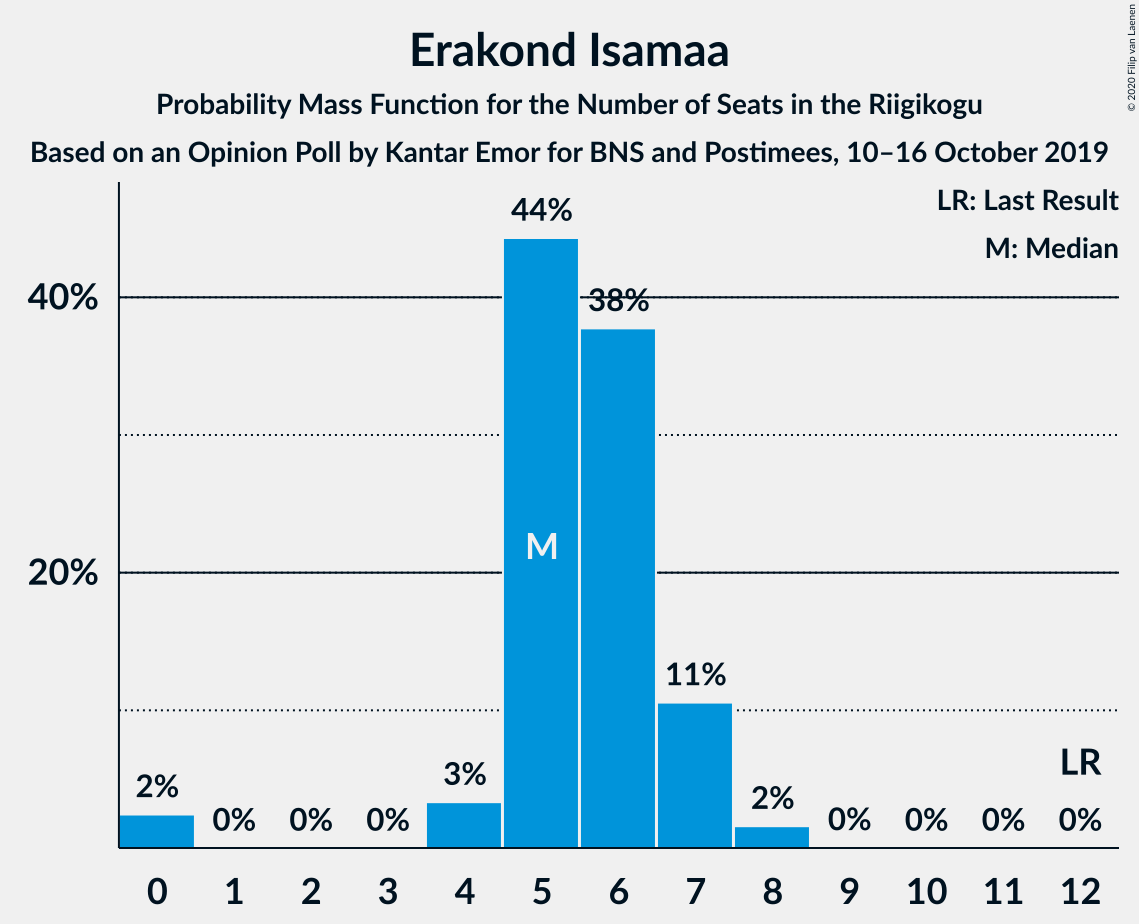 © 2020 Filip van Laenen
Erakond Isamaa
Probability Mass Function for the Number of Seats in the Riigikogu
Based on an Opinion Poll by Kantar Emor for BNS and Postimees, 10–16 October 2019
LR: Last Result
M: Median
44%
40%
38%
M
20%
11%
LR
2% 0% 0% 0% 3% 2% 0% 0% 0% 0%
0 1 2 3 4 5 6 7 8 9 10 11 12